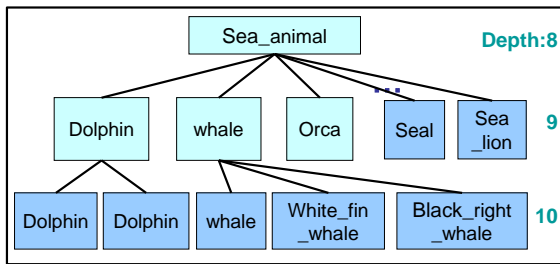 Sea_animal
Depth:8
Dolphin
whale
Orca
...
Seal
Sea
_lion
9
Dolphin
Dolphin
whale
White_fin
_whale
Black_right
_whale
10